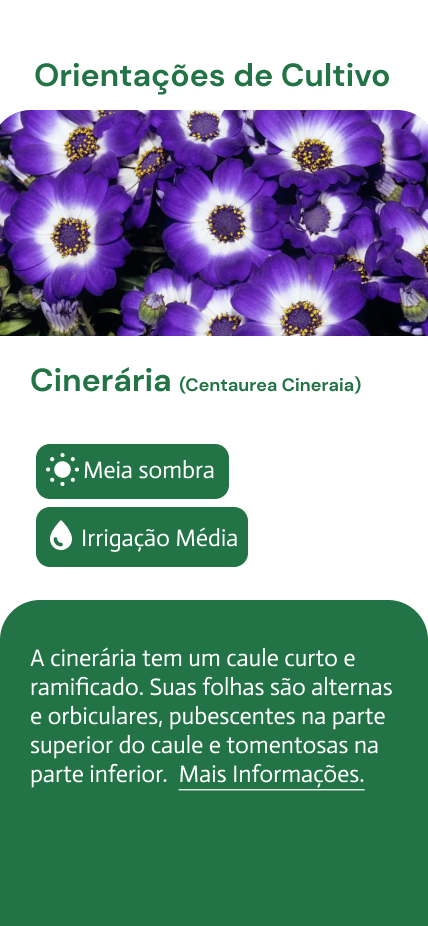 Orientações de Cultivo
Cinerária (Centaurea Cineraia)
Meia sombra
Irrigação Média
A cinerária tem um caule curto e
ramificado. Suas folhas são alternas
e orbiculares, pubescentes na parte
superior do caule e tomentosas na
parte inferior. Mais Informações.